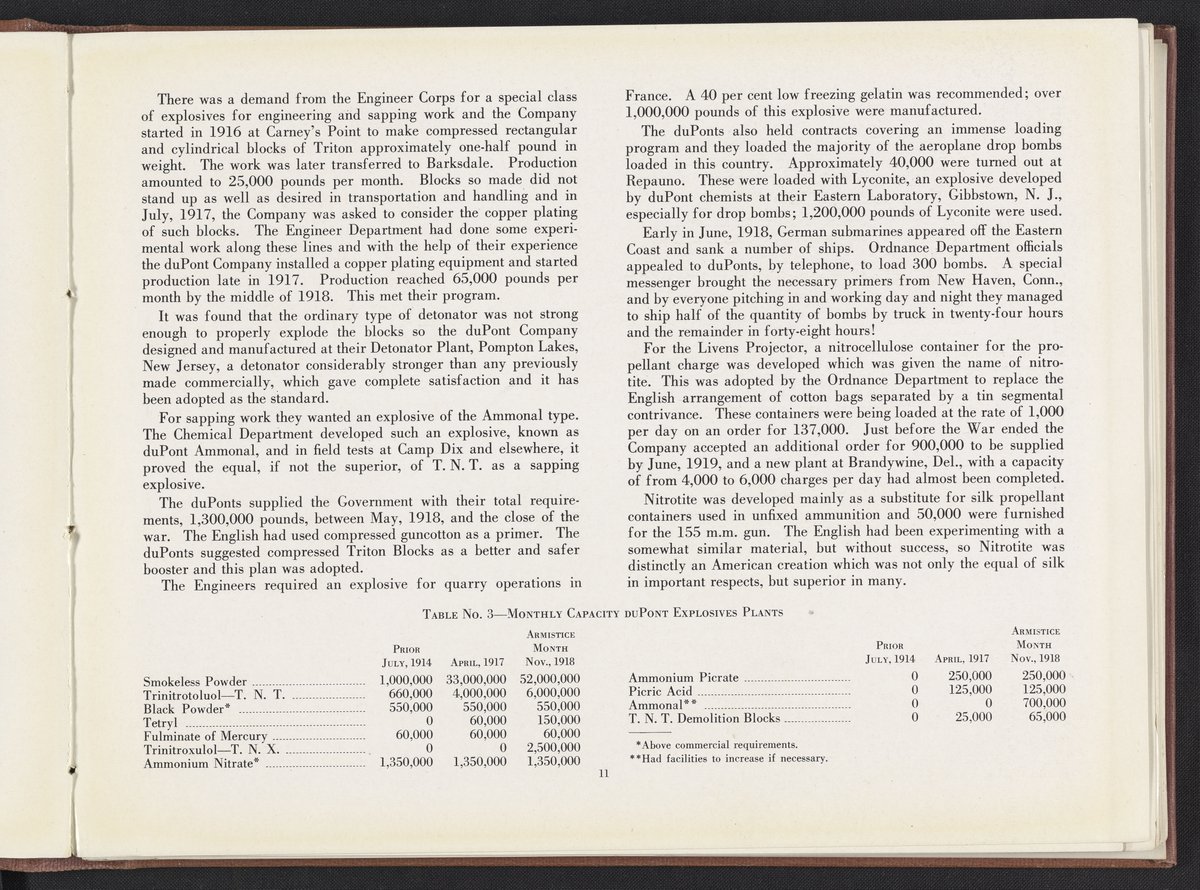 There was a demand from the Engineer Corps for a special class
of explosives for engineering and sapping work and the Company
started in 1916 at Carney's Point to make compressed rectangular
and cylindrical blocks of Triton approximately one-half pound in
weight. The work was later transferred to Barksdale. Production
amounted to 25,000 pounds per month. Blocks so made did not
stand up as well as desired in transportation and handling and in
July, 1917, the Company was asked to consider the copper plating
of such blocks. The Engineer Department had done some experi-
mental work along these lines and with the help of their experience
the duPont Company installed a copper plating equipment and started
production late in 1917. Production reached 65,000 pounds per
month by the middle of 1918. This met their program.
It was found that the ordinary type of detonator was not strong
enough to properly explode the blocks so the duPont Company
designed and manufactured at their Detonator Plant, Pompton Lakes,
New Jersey, a detonator considerably stronger than any previously
made commercially, which gave complete satisfaction and it has
been adopted as the standard.
For sapping work they wanted an explosive of the Ammonal type.
The Chemical Department developed such an explosive, known as
duPont Ammonal, and in field tests at Camp Dix and elsewhere, it
proved the equal, if not the superior, of T. N. T. as a sapping
explosive.
The duPonts supplied the Government with their total require-
ments, 1,300,000 pounds, between May, 1918, and the close of the
war. The English had used compressed guncotton as a primer. The
duPonts suggested compressed Triton Blocks as a better and safer
booster and this plan was adopted.
The Engineers required an explosive for quarry operations in
France. A 40 per cent low freezing gelatin was recommended; over
1,000,000 pounds of this explosive were manufactured.
The duPonts also held contracts covering an immense loading
program and they loaded the majority of the aeroplane drop bombs
loaded in this country. Approximately 40,000 were turned out at
Repauno. These were loaded with Lyconite, an explosive developed
by duPont chemists at their Eastern Laboratory, Gibbstown, N. J.,
especially for drop bombs; 1,200,000 pounds of Lyconite were used.
Early in June, 1918, German submarines appeared off the Eastern
Coast and sank a number of ships. Ordnance Department officials
appealed to duPonts, by telephone, to load 300 bombs. A special
messenger brought the necessary primers from New Haven, Conn.,
and by everyone pitching in and working day and night they managed
to ship half of the quantity of bombs by truck in twenty-four hours
and the remainder in forty-eight hours!
For the Livens Projector, a nitrocellulose container for the pro-
pellant charge was developed which was given the name of nitro-
tite. This was adopted by the Ordnance Department to replace the
English arrangement of cotton bags separated by a tin segmental
contrivance. These containers were being loaded at the rate of 1,000
per day on an order for 137,000. Just before the War ended the
Company accepted an additional order for 900,000 to be supplied
by June, 1919, and a new plant at Brandywine, Del., with a capacity
of from 4,000 to 6,000 charges per day had almost been completed.
Nitrotite was developed mainly as a substitute for silk propellant
containers used in unfixed ammunition and 50,000 were furnished
for the 155 m.m. gun. The English had been experimenting with a
somewhat similar material, but without success, so Nitrotite was
distinctly an American creation which was not only the equal of silk
in important respects, but superior in many.
TABLE NO. 3—MONTHLY CAPACITY DUPONT EXPLOSIVES PLANTS
ARMISTICE
PRIOR MONTH
JULY, 1914 APRIL, 1917 NOV., 1918
Smokeless Powder 1,000,000 33,000,000 52,000,000
Trinitrotoluol—T. N. T. 660,000 4,000,000 6,000,000
Black Powder* 550,000 550,000 550,000
Tetryl 0 60,000 150,000
Fulminate of Mercury 60,000 60,000 60,000
Trinitroxulol—T. N. X. 0 0 2,500,000
Ammonium Nitrate* 1,350,000 1,350,000 1,350,000
ARMISTICE
PRIOR MONTH
JULY, 1914 APRIL, 1917 NOV., 1918
Ammonium Picrate 0 250,000 250,000
Picric Acid 0 125,000 125,000
Ammonal** 0 0 700,000
T. N. T. Demolition Blocks 0 25,000 65,000
*Above commercial requirements.
**Had facilities to increase if necessary.
11